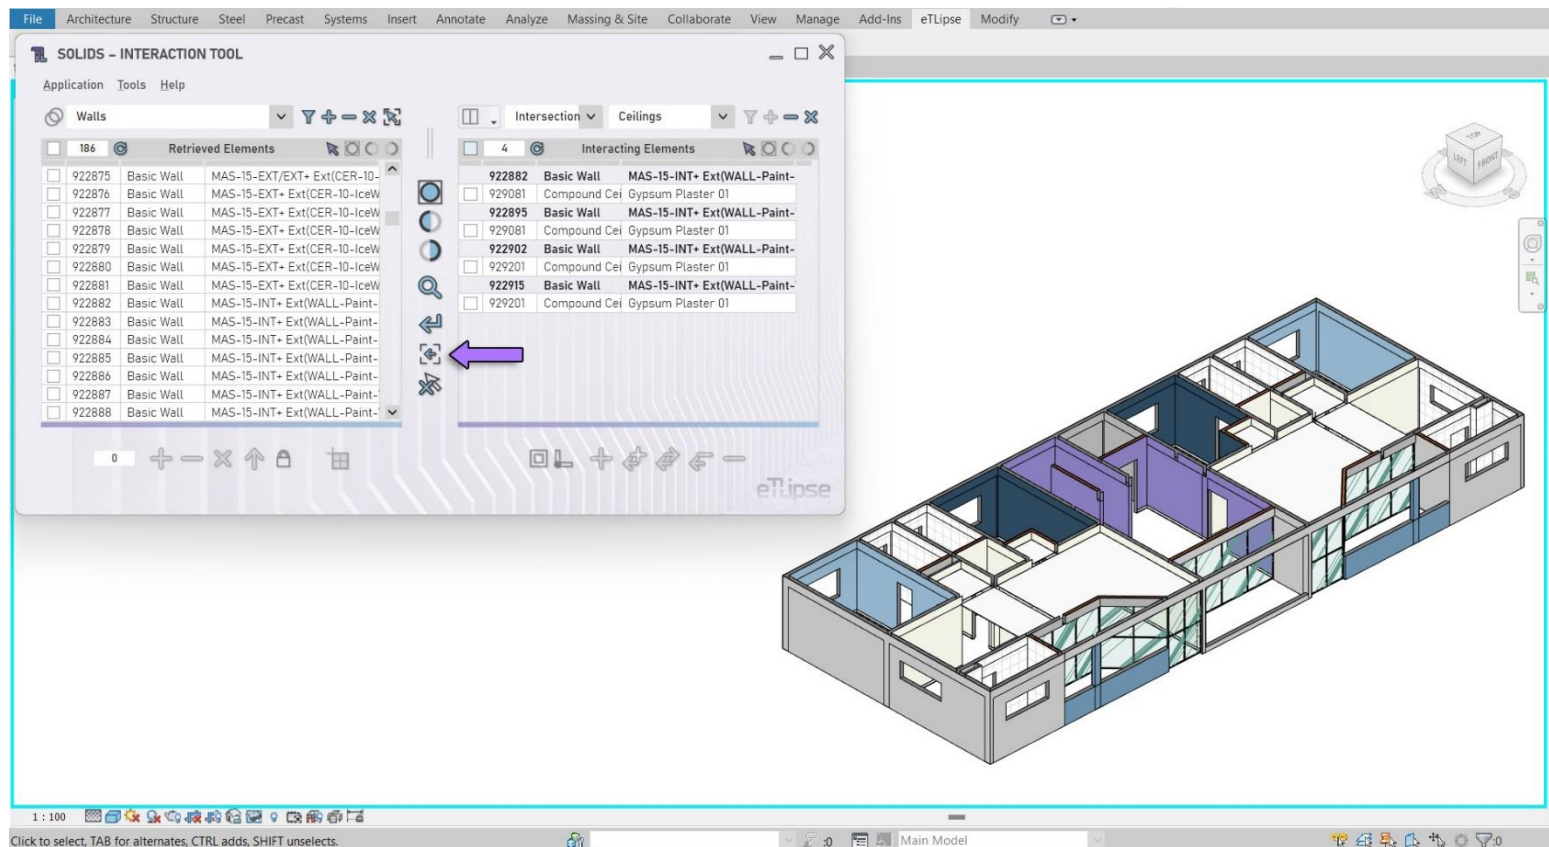 File Architecture Structure Steel Precast Systems Insert Annotate Analyze Massing & Site Collaborate View Manage Add-Ins eTLipse Modify
SOLIDS – INTERACTION TOOL
Application Tools Help
Walls
Intersection Ceilings
186 Retrieved Elements
4 Interacting Elements
922875 Basic Wall MAS-15-EXT/EXT+ Ext(CER-10-
922876 Basic Wall MAS-15-EXT+ Ext(CER-10-IceW
922877 Basic Wall MAS-15-EXT+ Ext(CER-10-IceW
922878 Basic Wall MAS-15-EXT+ Ext(CER-10-IceW
922879 Basic Wall MAS-15-EXT+ Ext(CER-10-IceW
922880 Basic Wall MAS-15-EXT+ Ext(CER-10-IceW
922881 Basic Wall MAS-15-EXT+ Ext(CER-10-IceW
922882 Basic Wall MAS-15-INT+ Ext(WALL-Paint-
922883 Basic Wall MAS-15-INT+ Ext(WALL-Paint-
922884 Basic Wall MAS-15-INT+ Ext(WALL-Paint-
922885 Basic Wall MAS-15-INT+ Ext(WALL-Paint-
922886 Basic Wall MAS-15-INT+ Ext(WALL-Paint-
922887 Basic Wall MAS-15-INT+ Ext(WALL-Paint-
922888 Basic Wall MAS-15-INT+ Ext(WALL-Paint-
922882 Basic Wall MAS-15-INT+ Ext(WALL-Paint-
929081 Compound Cei Gypsum Plaster 01
922895 Basic Wall MAS-15-INT+ Ext(WALL-Paint-
929081 Compound Cei Gypsum Plaster 01
922902 Basic Wall MAS-15-INT+ Ext(WALL-Paint-
929201 Compound Cei Gypsum Plaster 01
922915 Basic Wall MAS-15-INT+ Ext(WALL-Paint-
929201 Compound Cei Gypsum Plaster 01
0
eTLipse
TOP
LEFT FRONT
1 : 100
Click to select, TAB for alternates, CTRL adds, SHIFT unselects.
:0
Main Model
:0